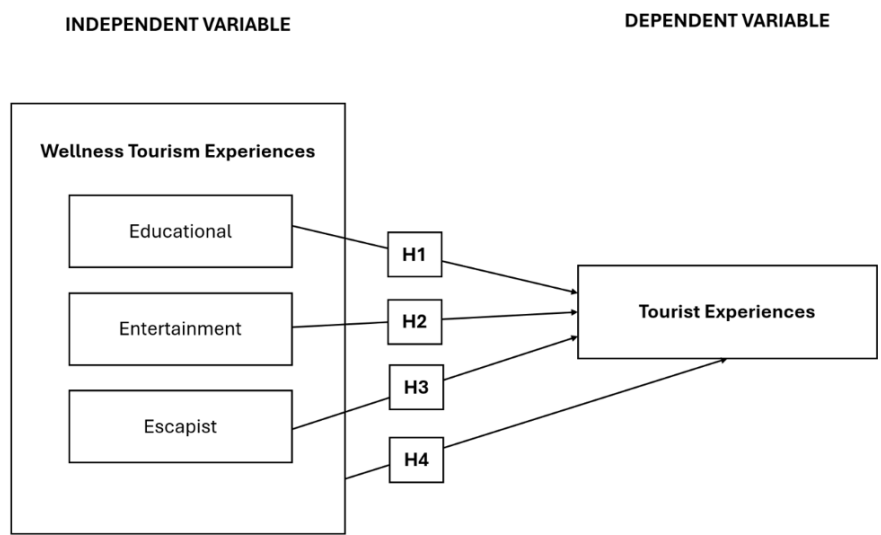 INDEPENDENT VARIABLE
DEPENDENT VARIABLE
Wellness Tourism Experiences
Educational
Entertainment
Escapist
H1
H2
H3
H4
Tourist Experiences